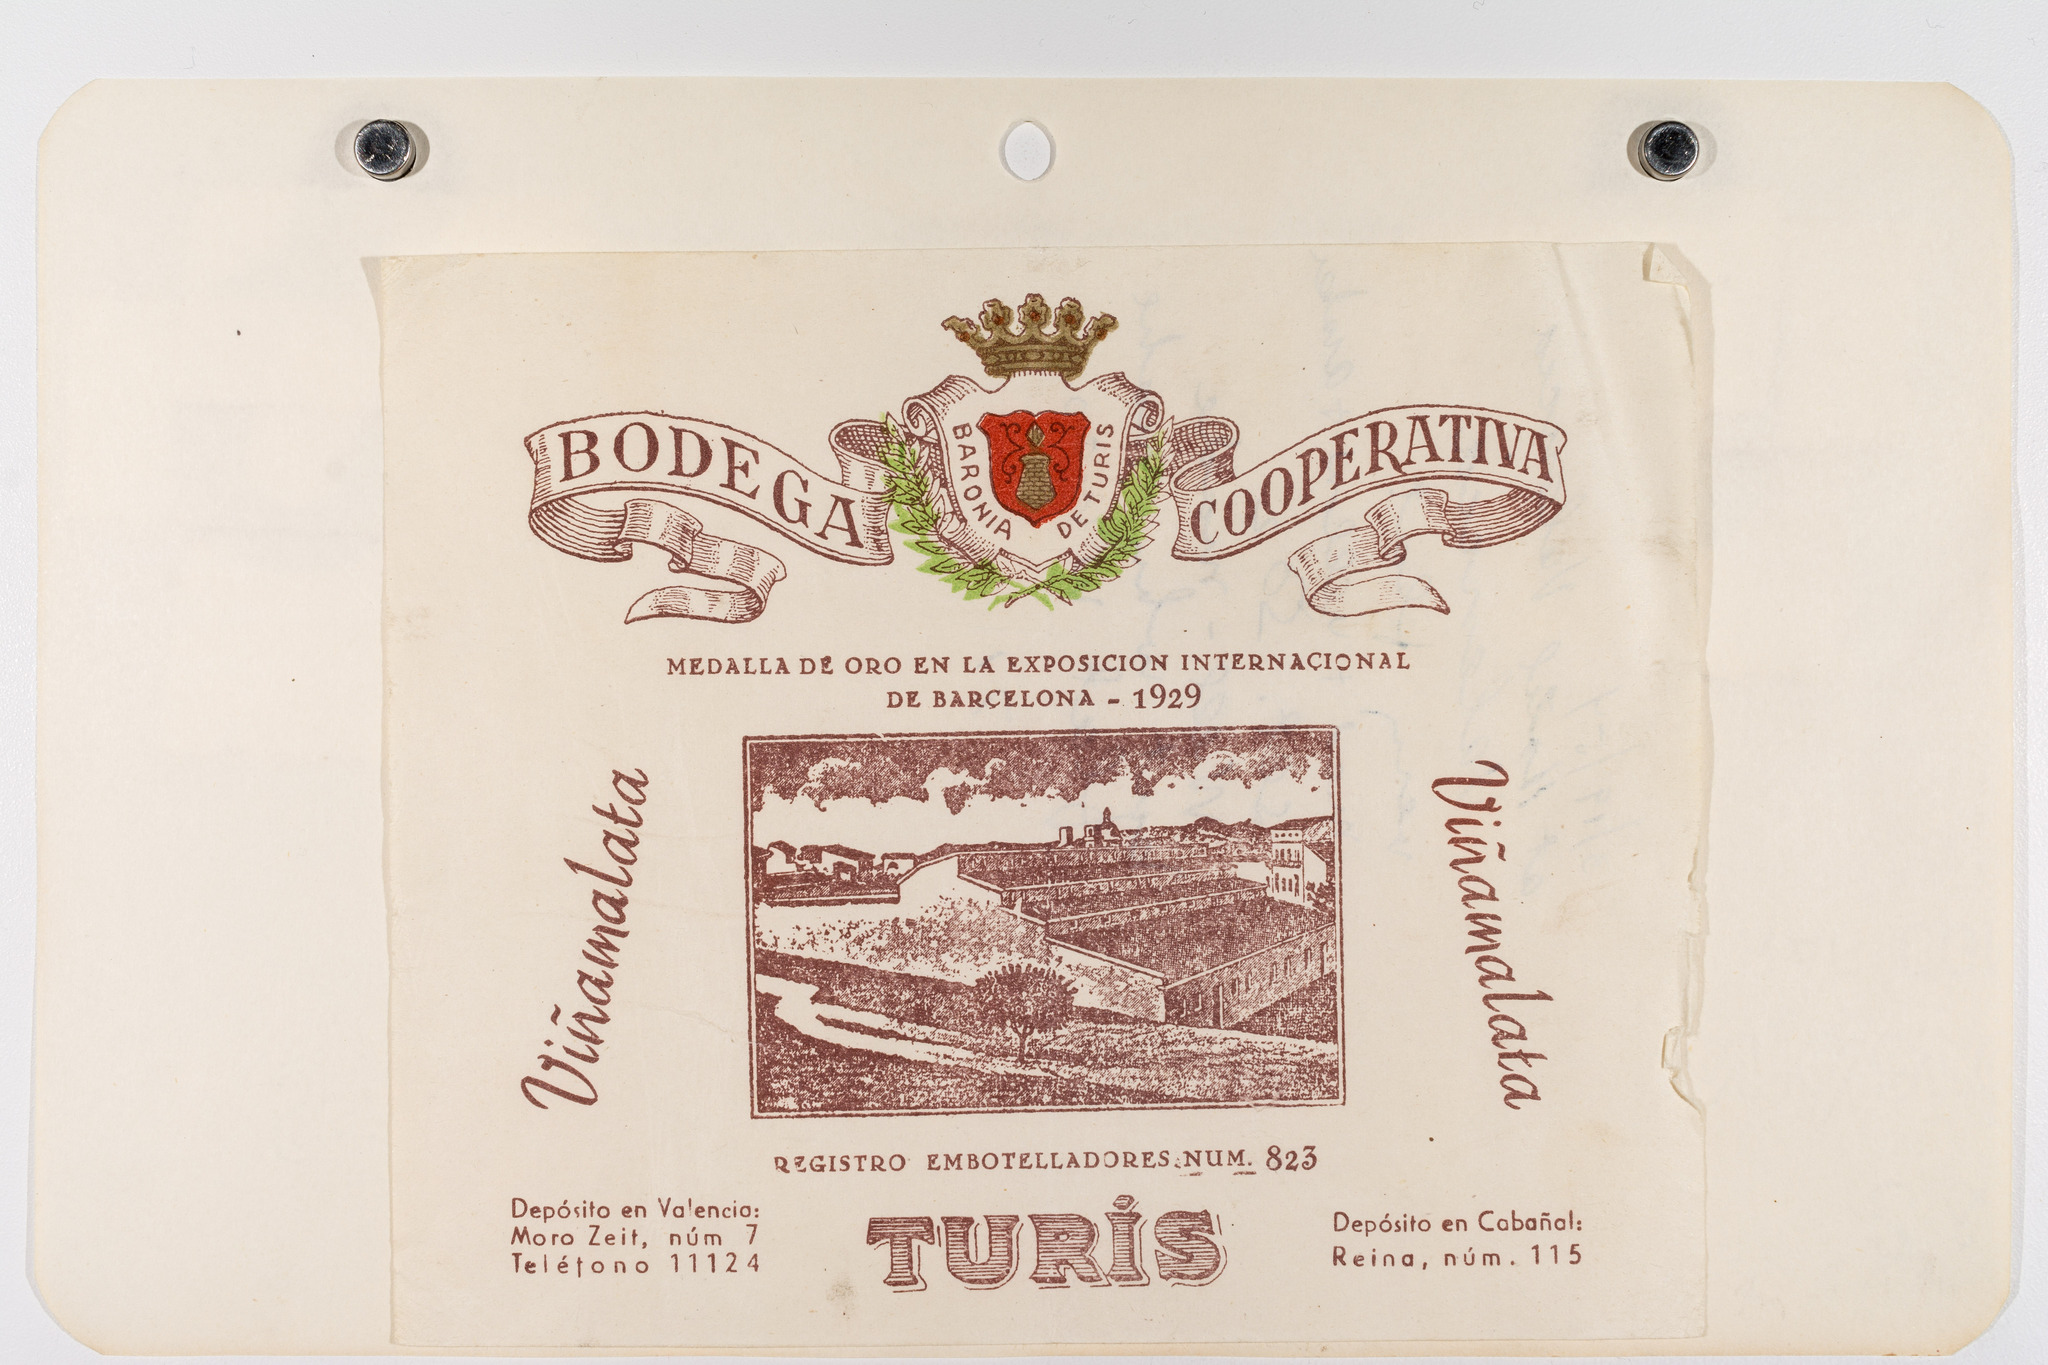 BODEGA COOPERATIVA
BARONIA DE TURIS
MEDALLA DE ORO EN LA EXPOSICION INTERNACIONAL
DE BARCELONA - 1929
Viñamalata
Viñamalata
REGISTRO EMBOTELLADORES NUM. 823
Depósito en Valencia:
Moro Zeit, núm 7
Teléfono 11124
TURÍS
Depósito en Cabañal:
Reina, núm. 115